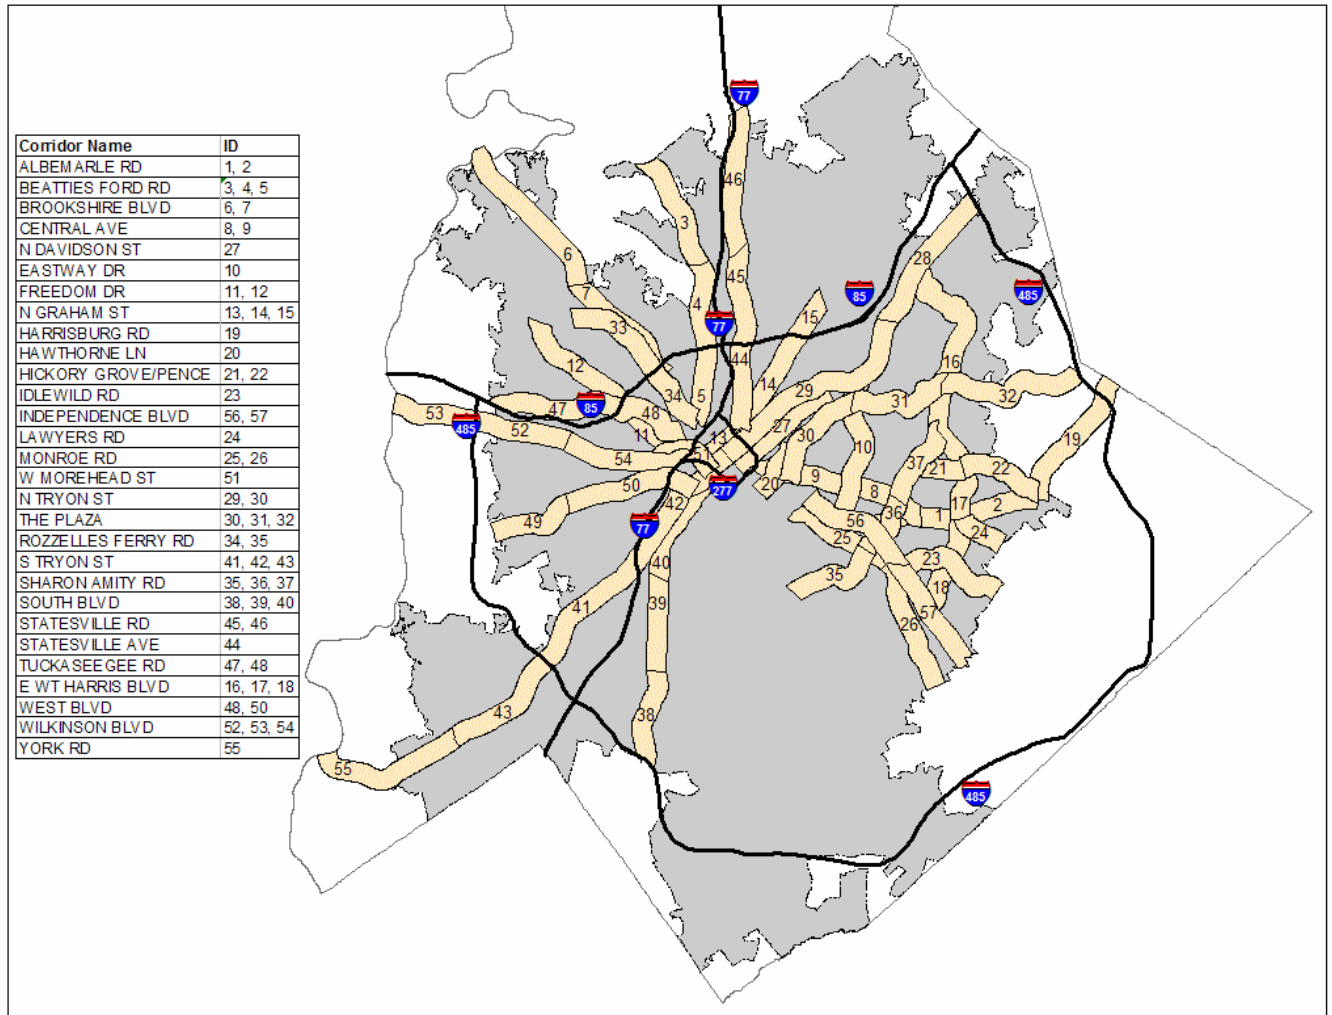 Corridor Name ID
ALBEMARLE RD 1, 2
BEATTIES FORD RD 3, 4, 5
BROOKSHIRE BLVD 6, 7
CENTRAL AVE 8, 9
N DAVIDSON ST 27
EASTWAY DR 10
FREEDOM DR 11, 12
N GRAHAM ST 13, 14, 15
HARRISBURG RD 19
HAWTHORNE LN 20
HICKORY GROVE/PENCE 21, 22
IDLEWILD RD 23
INDEPENDENCE BLVD 56, 57
LAWYERS RD 24
MONROE RD 25, 26
W MOREHEAD ST 51
N TRYON ST 29, 30
THE PLAZA 30, 31, 32
ROZZELLES FERRY RD 34, 35
S TRYON ST 41, 42, 43
SHARON AMITY RD 35, 36, 37
SOUTH BLVD 38, 39, 40
STATESVILLE RD 45, 46
STATESVILLE AVE 44
TUCKASEEGEE RD 47, 48
E WT HARRIS BLVD 16, 17, 18
WEST BLVD 48, 50
WILKINSON BLVD 52, 53, 54
YORK RD 55
77
46
3
6
45
28
7
4
85
485
15
77
33
12
44
16
14
29
34
5
32
31
47
85
48
53
485
52
11
13
27
30
10
19
54
51
37
21
22
50
277
20
9
8
17
2
42
36
1
49
77
56
24
25
40
23
35
18
39
41
57
26
43
38
55
485